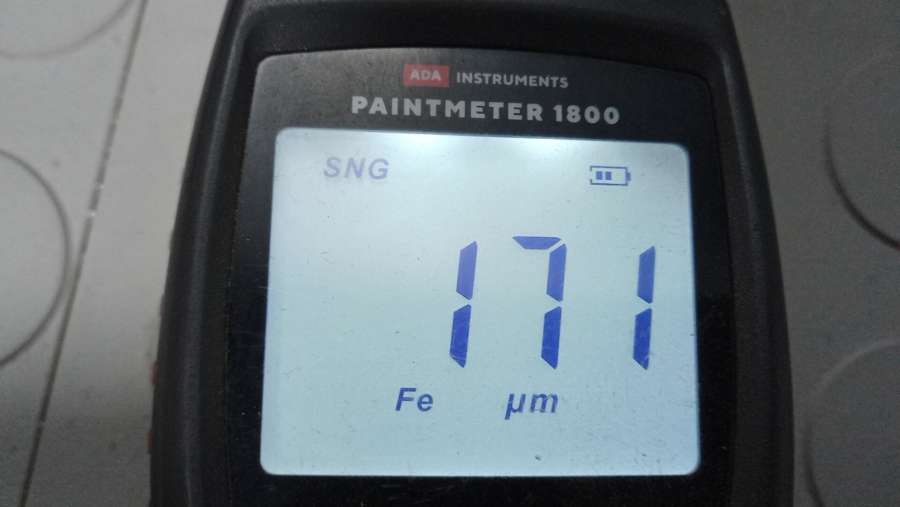 ADA INSTRUMENTS
PAINTMETER 1800
SNG
171
Fe µm